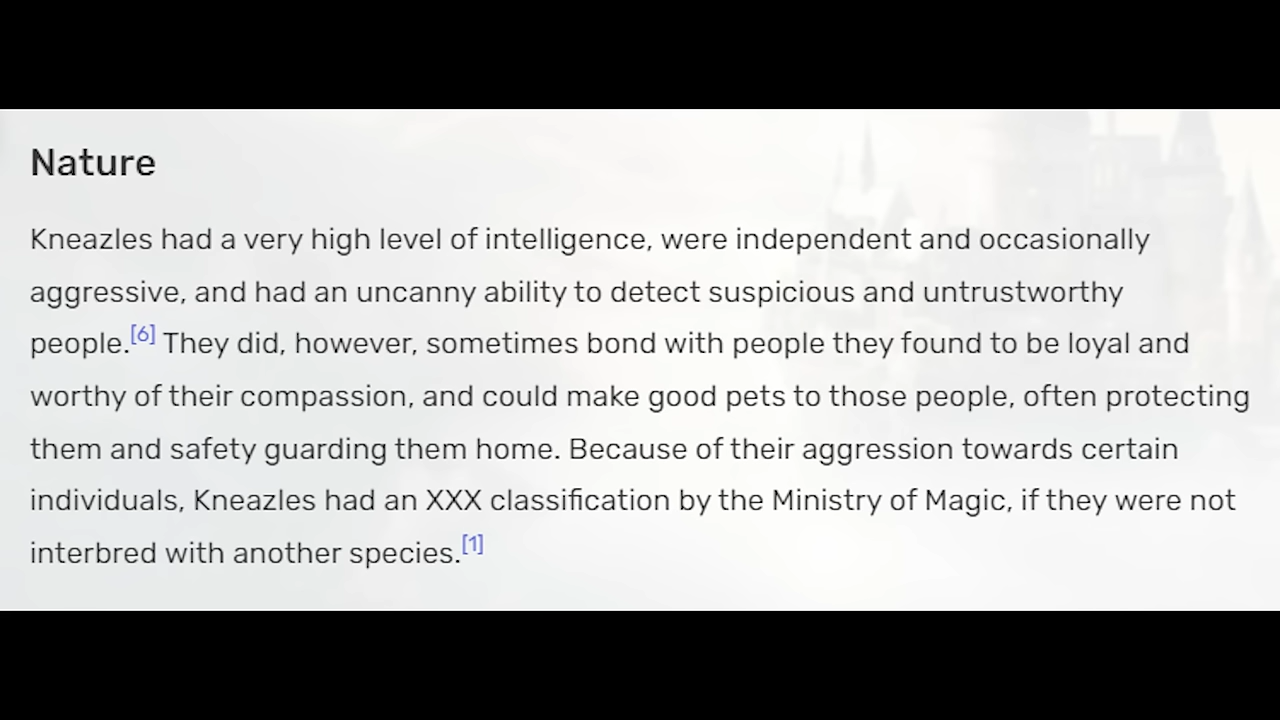 Nature
Kneazles had a very high level of intelligence, were independent and occasionally
aggressive, and had an uncanny ability to detect suspicious and untrustworthy
people.[6] They did, however, sometimes bond with people they found to be loyal and
worthy of their compassion, and could make good pets to those people, often protecting
them and safety guarding them home. Because of their aggression towards certain
individuals, Kneazles had an XXX classification by the Ministry of Magic, if they were not
interbred with another species.[1]